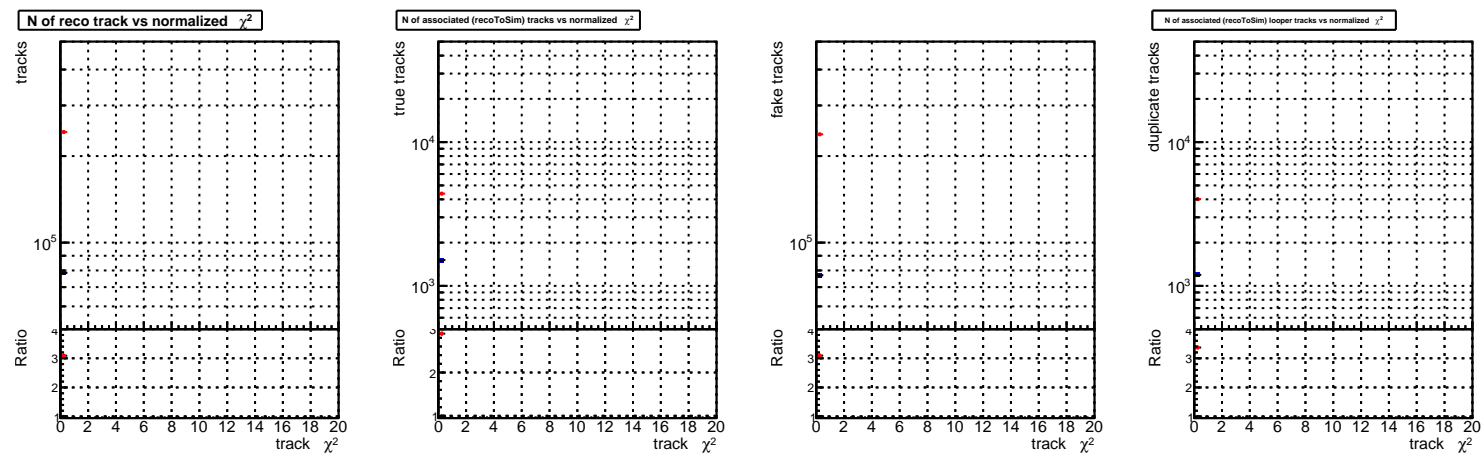 N of reco track vs normalized χ²
tracks
10⁵
Ratio
4
3
2
1
0 2 4 6 8 10 12 14 16 18 20
track χ²
N of associated (recoToSim) tracks vs normalized χ²
true tracks
10⁴
10³
Ratio
3
2
1
0 2 4 6 8 10 12 14 16 18 20
track χ²
fake tracks
10⁵
Ratio
4
3
2
1
0 2 4 6 8 10 12 14 16 18 20
track χ²
N of associated (recoToSim) looper tracks vs normalized χ²
duplicate tracks
10⁴
10³
Ratio
4
3
2
1
0 2 4 6 8 10 12 14 16 18 20
track χ²